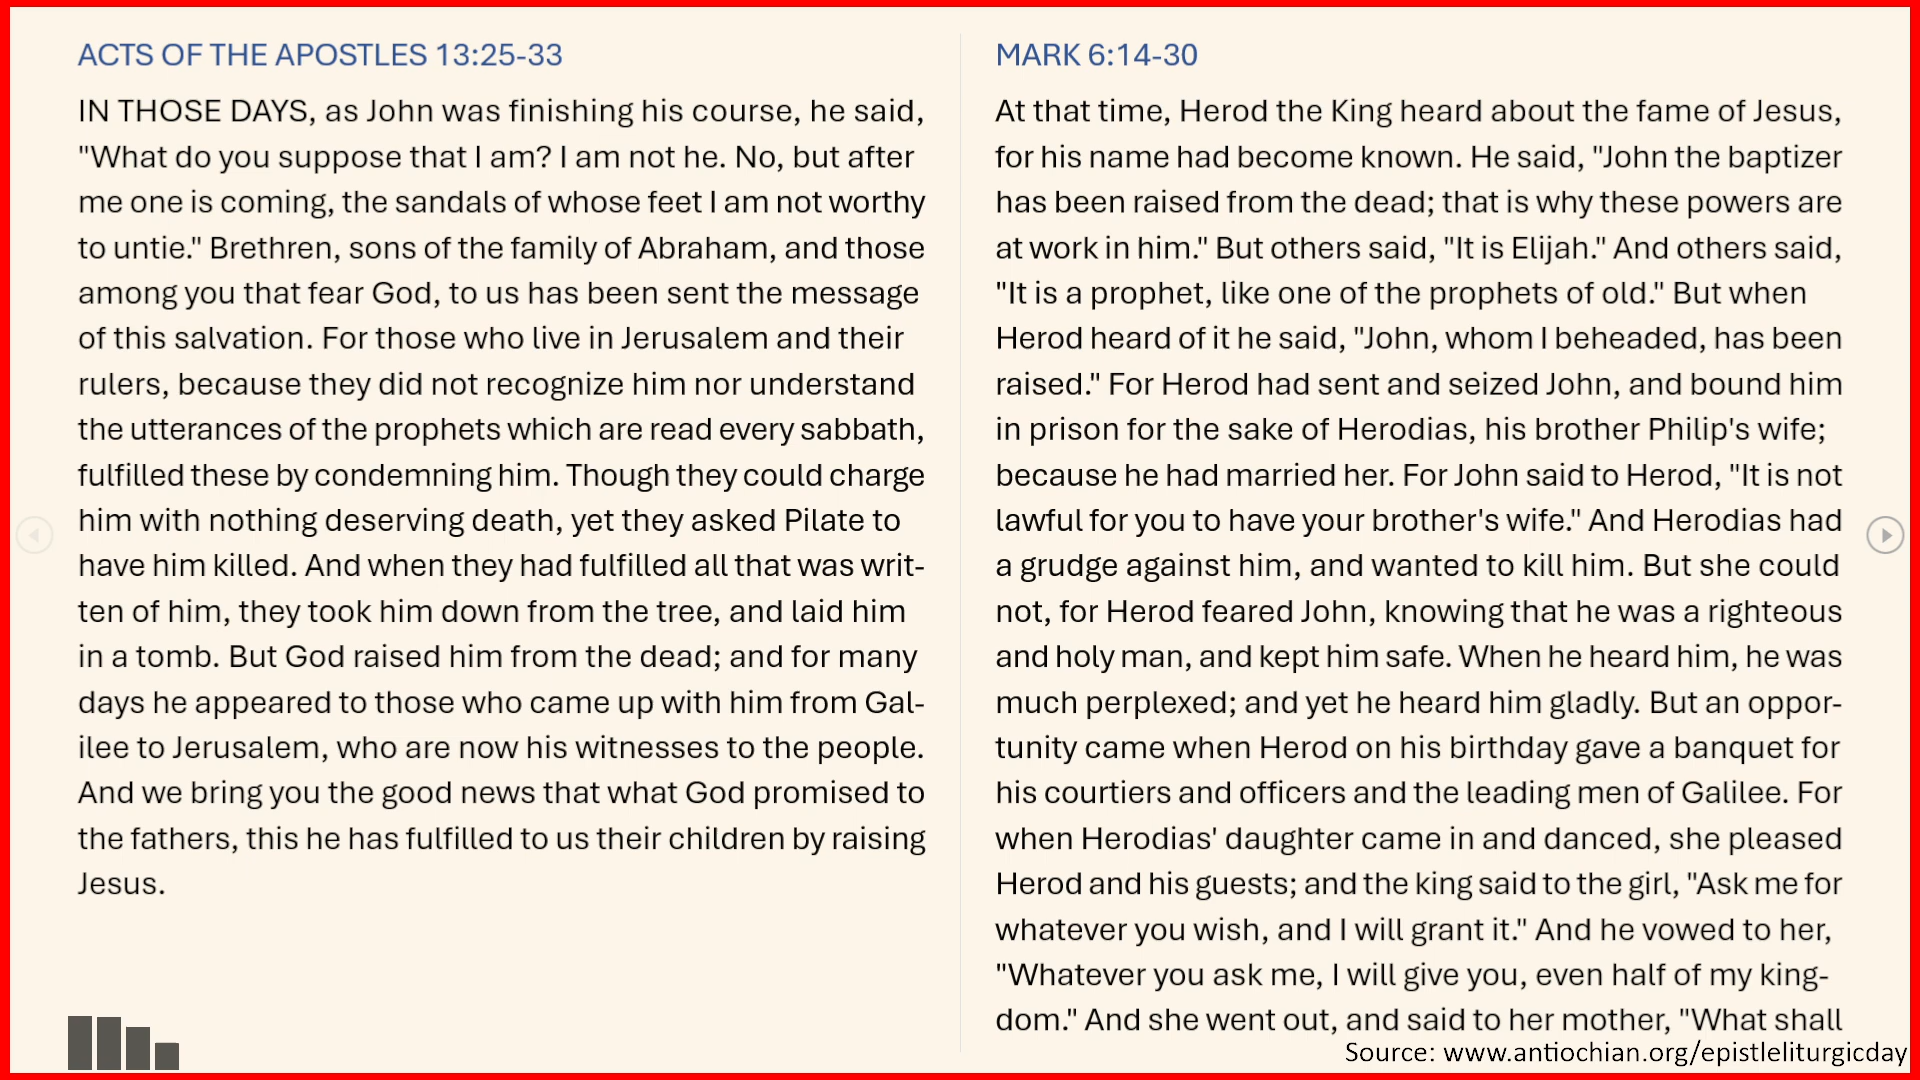 ACTS OF THE APOSTLES 13:25-33
IN THOSE DAYS, as John was finishing his course, he said,
"What do you suppose that I am? I am not he. No, but after
me one is coming, the sandals of whose feet I am not worthy
to untie." Brethren, sons of the family of Abraham, and those
among you that fear God, to us has been sent the message
of this salvation. For those who live in Jerusalem and their
rulers, because they did not recognize him nor understand
the utterances of the prophets which are read every sabbath,
fulfilled these by condemning him. Though they could charge
him with nothing deserving death, yet they asked Pilate to
have him killed. And when they had fulfilled all that was writ-
ten of him, they took him down from the tree, and laid him
in a tomb. But God raised him from the dead; and for many
days he appeared to those who came up with him from Gal-
ilee to Jerusalem, who are now his witnesses to the people.
And we bring you the good news that what God promised to
the fathers, this he has fulfilled to us their children by raising
Jesus.
MARK 6:14-30
At that time, Herod the King heard about the fame of Jesus,
for his name had become known. He said, "John the baptizer
has been raised from the dead; that is why these powers are
at work in him." But others said, "It is Elijah." And others said,
"It is a prophet, like one of the prophets of old." But when
Herod heard of it he said, "John, whom I beheaded, has been
raised." For Herod had sent and seized John, and bound him
in prison for the sake of Herodias, his brother Philip's wife;
because he had married her. For John said to Herod, "It is not
lawful for you to have your brother's wife." And Herodias had
a grudge against him, and wanted to kill him. But she could
not, for Herod feared John, knowing that he was a righteous
and holy man, and kept him safe. When he heard him, he was
much perplexed; and yet he heard him gladly. But an oppor-
tunity came when Herod on his birthday gave a banquet for
his courtiers and officers and the leading men of Galilee. For
when Herodias' daughter came in and danced, she pleased
Herod and his guests; and the king said to the girl, "Ask me for
whatever you wish, and I will grant it." And he vowed to her,
"Whatever you ask me, I will give you, even half of my king-
dom." And she went out, and said to her mother, "What shall
Source: www.antiochian.org/epistleliturgicday